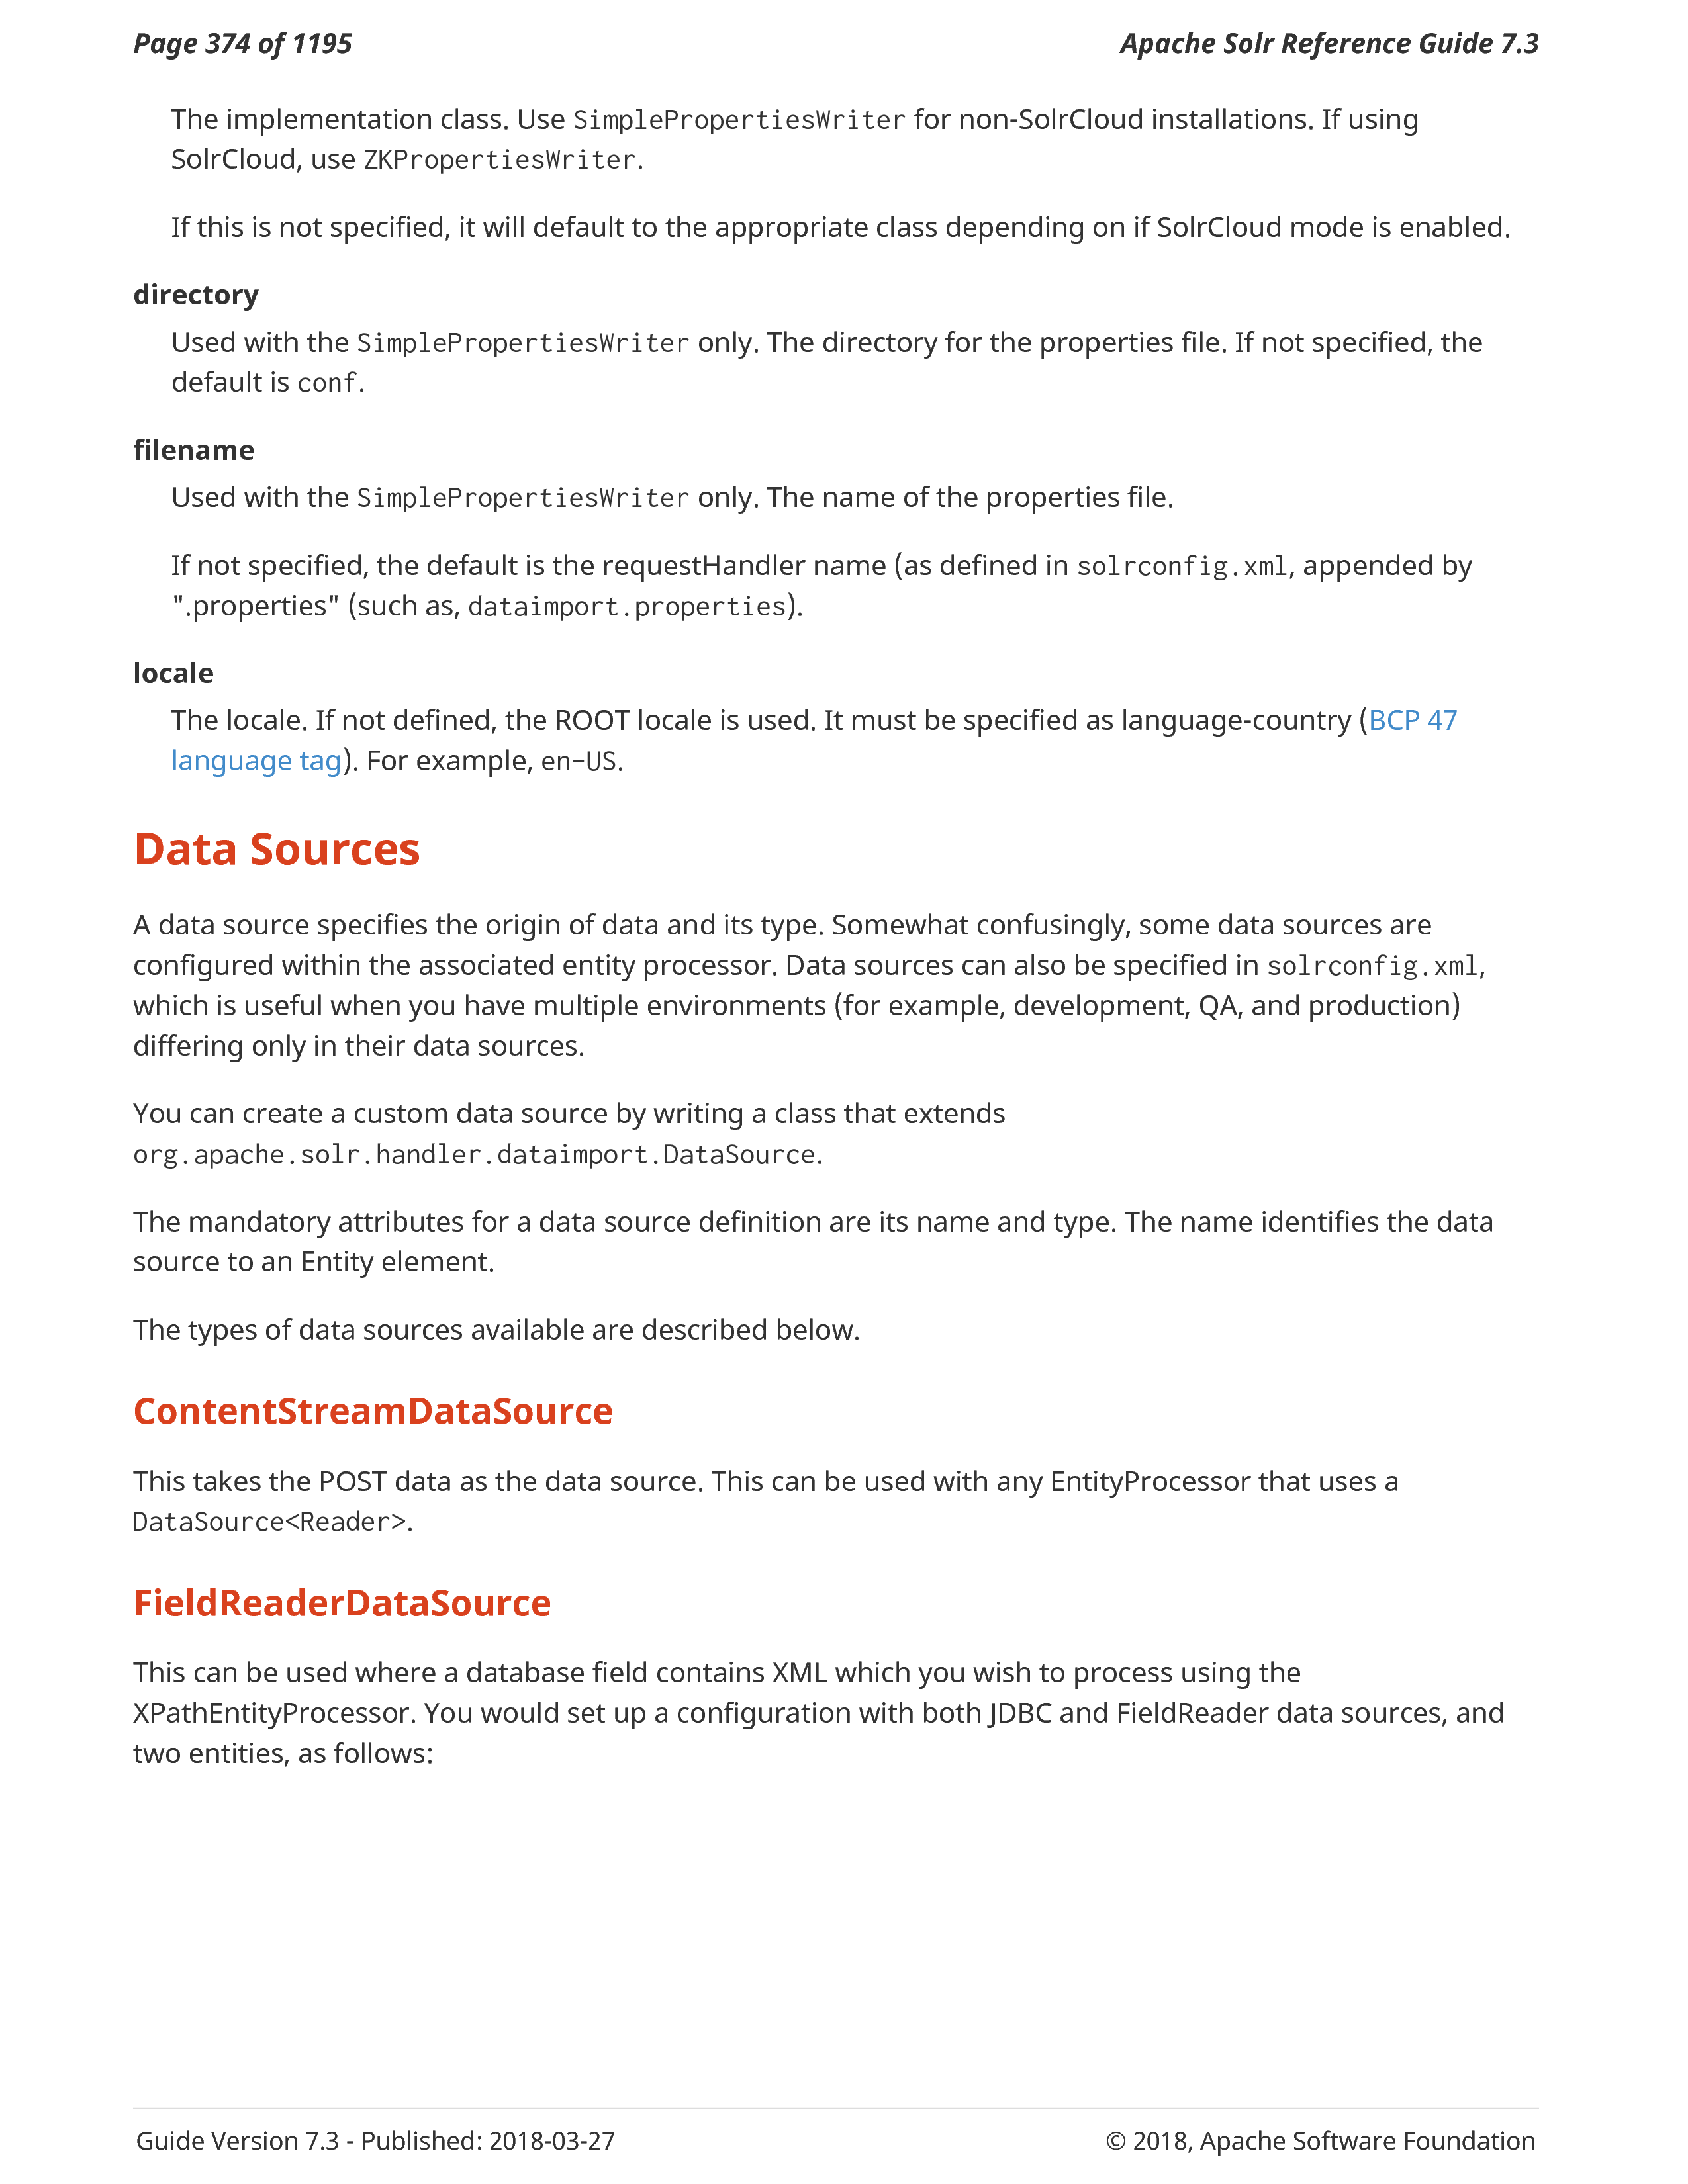 Page 374 of 1195
Apache Solr Reference Guide 7.3
The implementation class. Use SimplePropertiesWriter for non-SolrCloud installations. If using
SolrCloud, use ZKPropertiesWriter.
If this is not specified, it will default to the appropriate class depending on if SolrCloud mode is enabled.
directory
Used with the SimplePropertiesWriter only. The directory for the properties file. If not specified, the
default is conf.
filename
Used with the SimplePropertiesWriter only. The name of the properties file.
If not specified, the default is the requestHandler name (as defined in solrconfig.xml, appended by
".properties" (such as, dataimport.properties).
locale
The locale. If not defined, the ROOT locale is used. It must be specified as language-country (BCP 47
language tag). For example, en-US.
Data Sources
A data source specifies the origin of data and its type. Somewhat confusingly, some data sources are
configured within the associated entity processor. Data sources can also be specified in solrconfig.xml,
which is useful when you have multiple environments (for example, development, QA, and production)
differing only in their data sources.
You can create a custom data source by writing a class that extends
org.apache.solr.handler.dataimport.DataSource.
The mandatory attributes for a data source definition are its name and type. The name identifies the data
source to an Entity element.
The types of data sources available are described below.
ContentStreamDataSource
This takes the POST data as the data source. This can be used with any EntityProcessor that uses a
DataSource<Reader>.
FieldReaderDataSource
This can be used where a database field contains XML which you wish to process using the
XPathEntityProcessor. You would set up a configuration with both JDBC and FieldReader data sources, and
two entities, as follows:
Guide Version 7.3 - Published: 2018-03-27
© 2018, Apache Software Foundation